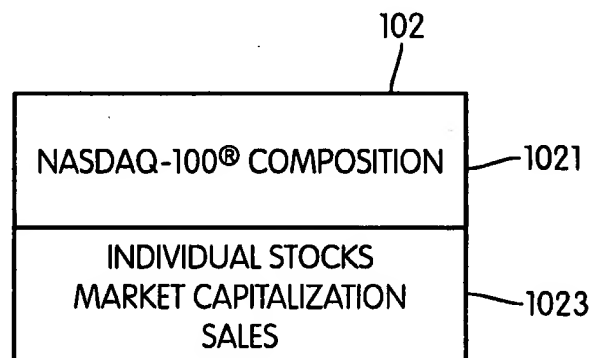 102
NASDAQ-100® COMPOSITION
1021
INDIVIDUAL STOCKS
MARKET CAPITALIZATION
1023
SALES